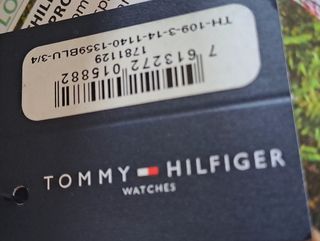 TH-109-3-14-1140-1359BLU-3/4
1781129
7 613272 015882
TOMMY HILFIGER
WATCHES